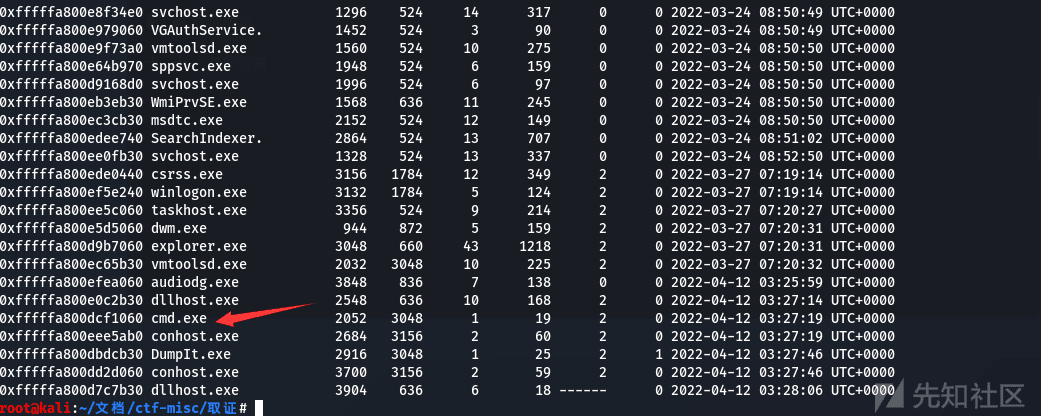 0xfffffa800e8f34e0 svchost.exe 1296 524 14 317 0 0 2022-03-24 08:50:49 UTC+0000
0xfffffa800e979060 VGAuthService. 1452 524 3 90 0 0 2022-03-24 08:50:49 UTC+0000
0xfffffa800e9f73a0 vmtoolsd.exe 1560 524 10 275 0 0 2022-03-24 08:50:50 UTC+0000
0xfffffa800e64b970 sppsvc.exe 1948 524 6 159 0 0 2022-03-24 08:50:50 UTC+0000
0xfffffa800d9168d0 svchost.exe 1996 524 6 97 0 0 2022-03-24 08:50:50 UTC+0000
0xfffffa800eb3eb30 WmiPrvSE.exe 1568 636 11 245 0 0 2022-03-24 08:50:50 UTC+0000
0xfffffa800ec3cb30 msdtc.exe 2152 524 12 149 0 0 2022-03-24 08:50:50 UTC+0000
0xfffffa800edee740 SearchIndexer. 2864 524 13 707 0 0 2022-03-24 08:51:02 UTC+0000
0xfffffa800ee0fb30 svchost.exe 1328 524 13 337 0 0 2022-03-24 08:52:50 UTC+0000
0xfffffa800ede0440 csrss.exe 3156 1784 12 349 2 0 2022-03-27 07:19:14 UTC+0000
0xfffffa800ef5e240 winlogon.exe 3132 1784 5 124 2 0 2022-03-27 07:19:14 UTC+0000
0xfffffa800ee5c060 taskhost.exe 3356 524 9 214 2 0 2022-03-27 07:20:27 UTC+0000
0xfffffa800e5d5060 dwm.exe 944 872 5 159 2 0 2022-03-27 07:20:31 UTC+0000
0xfffffa800d9b7060 explorer.exe 3048 660 43 1218 2 0 2022-03-27 07:20:31 UTC+0000
0xfffffa800ec65b30 vmtoolsd.exe 2032 3048 10 225 2 0 2022-03-27 07:20:32 UTC+0000
0xfffffa800efea060 audiodg.exe 3848 836 7 138 0 0 2022-04-12 03:25:59 UTC+0000
0xfffffa800e0c2b30 dllhost.exe 2548 636 10 168 2 0 2022-04-12 03:27:14 UTC+0000
0xfffffa800dcf1060 cmd.exe 2052 3048 1 19 2 0 2022-04-12 03:27:19 UTC+0000
0xfffffa800eee5ab0 conhost.exe 2684 3156 2 60 2 0 2022-04-12 03:27:19 UTC+0000
0xfffffa800dbdcb30 DumpIt.exe 2916 3048 1 25 2 1 2022-04-12 03:27:46 UTC+0000
0xfffffa800dd2d060 conhost.exe 3700 3156 2 59 2 0 2022-04-12 03:27:46 UTC+0000
0xfffffa800d7c7b30 dllhost.exe 3904 636 6 18 ------ 0 2022-04-12 03:28:06 UTC+0000
root@kali:~/文档/ctf-misc/取证#
先知社区